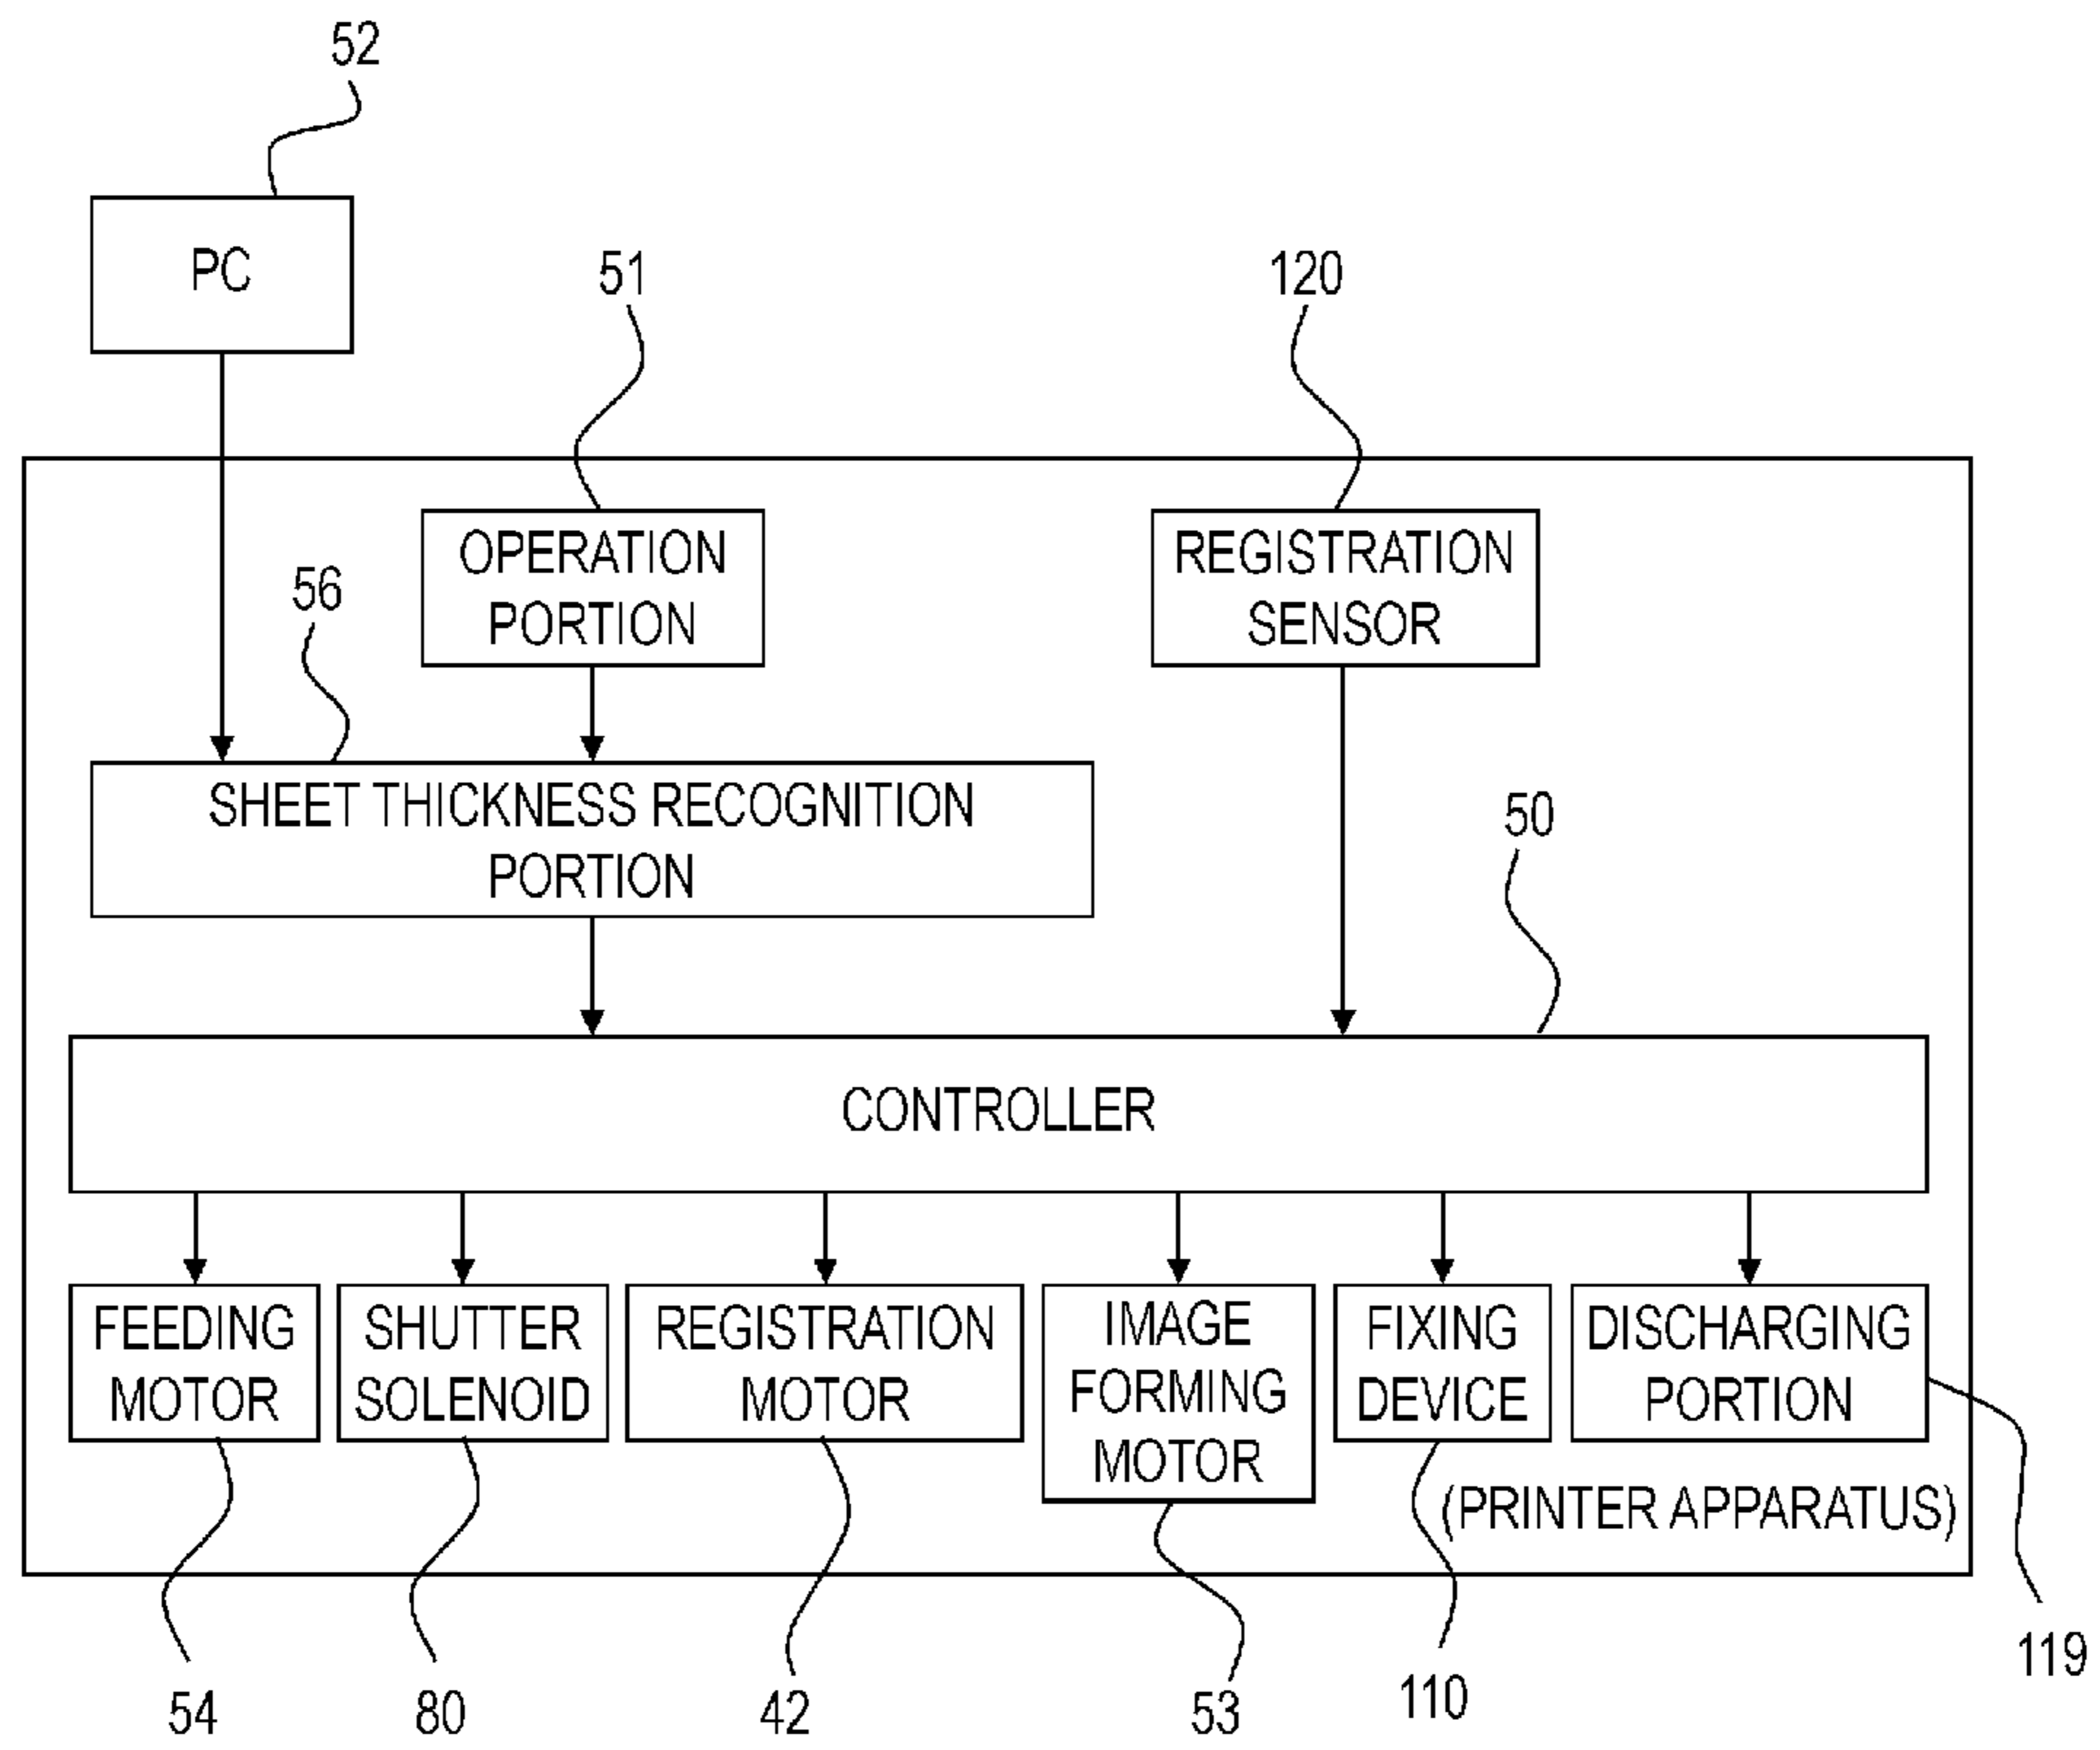 52
PC
51
120
OPERATION
PORTION
REGISTRATION
SENSOR
56
SHEET THICKNESS RECOGNITION
PORTION
50
CONTROLLER
FEEDING
MOTOR
SHUTTER
SOLENOID
REGISTRATION
MOTOR
IMAGE
FORMING
MOTOR
FIXING
DEVICE
DISCHARGING
PORTION
(PRINTER APPARATUS)
54
80
42
53
110
119